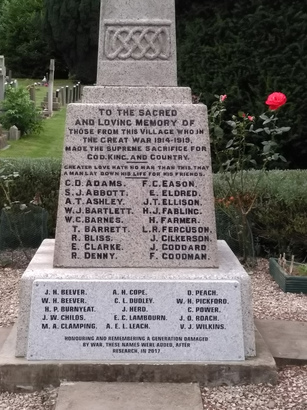 TO THE SACRED
AND LOVING MEMORY OF
THOSE FROM THIS VILLAGE WHO IN
THE GREAT WAR 1914-1919,
MADE THE SUPREME SACRIFICE FOR
GOD, KING, AND COUNTRY.
GREATER LOVE HATH NO MAN THAN THIS, THAT
A MAN LAY DOWN HIS LIFE FOR HIS FRIENDS.
C.D. ADAMS. F.C. EASON.
S.J. ABBOTT. E. ELDRED.
A.T. ASHLEY. J.T. ELLISON.
W.J. BARTLETT. H.J. FABLING.
W.C. BARNES. H. FARMER.
T. BARRETT. L.R. FERGUSON.
R. BLISS. J. GILKERSON.
E. CLARKE. J. GODDARD.
R. DENNY. F. GOODMAN.
J. H. BEEVER. A. H. COPE. D. PEACH.
W. H. BEEVER. C. L. DUDLEY. W. H. PICKFORD.
H. P. BURNYEAT. J. HERD. C. POWER.
J. W. CHILDS. E. C. LAMBOURN. J. O. ROACH.
M. A. CLAMPING. A. E. L. LEACH. V. J. WILKINS.
HONOURING AND REMEMBERING A GENERATION DAMAGED
BY WAR, THESE NAMES WERE ADDED, AFTER
RESEARCH, IN 2017